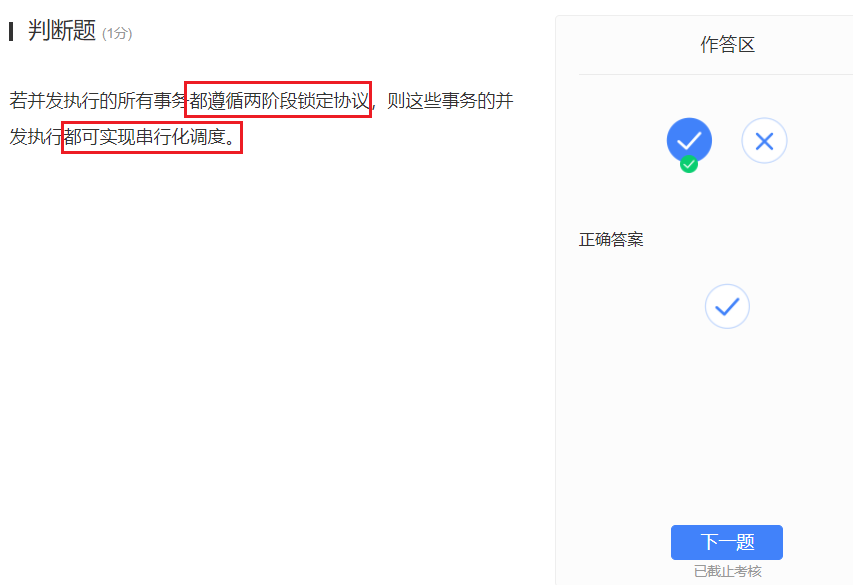 判断题 (1分)
若并发执行的所有事务都遵循两阶段锁定协议，则这些事务的并
发执行都可实现串行化调度。
作答区
正确答案
下一题
已截止考核